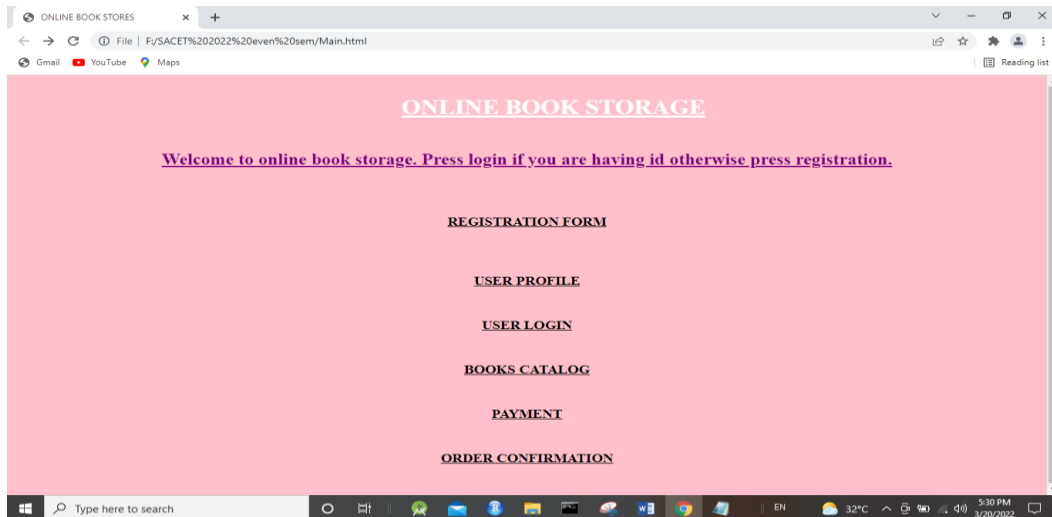 ONLINE BOOK STORES
File F:/SACET%202022%20even%20sem/Main.html
Gmail YouTube Maps Reading list
ONLINE BOOK STORAGE
Welcome to online book storage. Press login if you are having id otherwise press registration.
REGISTRATION FORM
USER PROFILE
USER LOGIN
BOOKS CATALOG
PAYMENT
ORDER CONFIRMATION
Type here to search EN 32°C 5:30 PM
3/20/2022